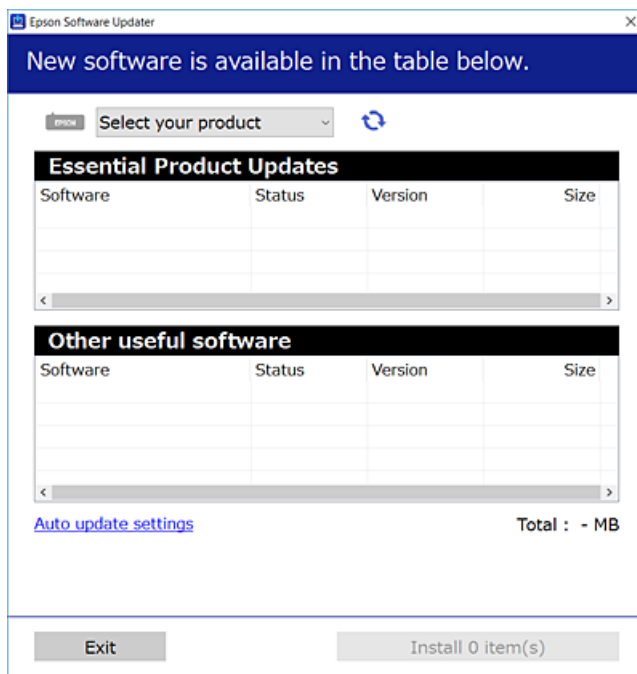 Epson Software Updater
New software is available in the table below.
EPSON Select your product
Essential Product Updates
Software Status Version Size
Other useful software
Software Status Version Size
Auto update settings Total : - MB
Exit Install 0 item(s)